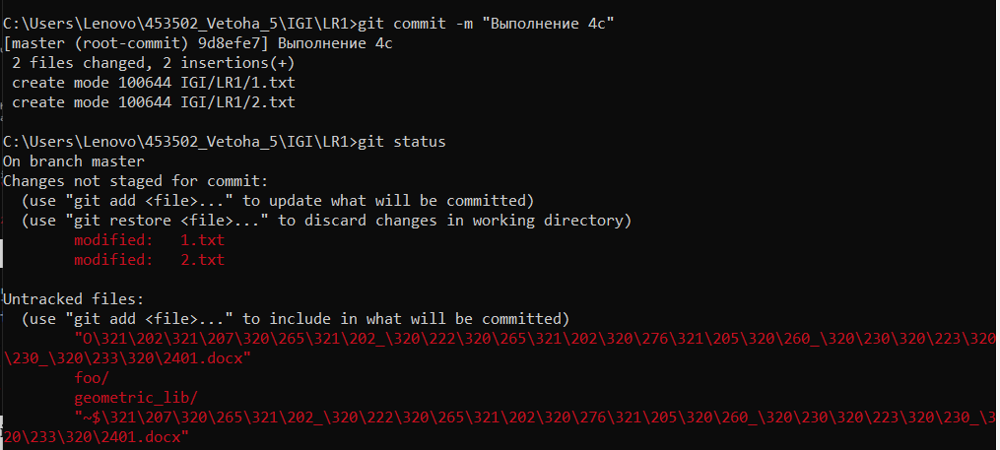 C:\Users\Lenovo\453502_Vetoha_5\IGI\LR1>git commit -m "Выполнение 4с"
[master (root-commit) 9d8efe7] Выполнение 4с
 2 files changed, 2 insertions(+)
 create mode 100644 IGI/LR1/1.txt
 create mode 100644 IGI/LR1/2.txt

C:\Users\Lenovo\453502_Vetoha_5\IGI\LR1>git status
On branch master
Changes not staged for commit:
  (use "git add <file>..." to update what will be committed)
  (use "git restore <file>..." to discard changes in working directory)
        modified:   1.txt
        modified:   2.txt

Untracked files:
  (use "git add <file>..." to include in what will be committed)
        "O\321\202\321\207\320\265\321\202_\320\222\320\265\321\202\320\276\321\205\320\260_\320\230\320\223\320
\230_\320\233\320\2401.docx"
        foo/
        geometric_lib/
        "~$\321\207\320\265\321\202_\320\222\320\265\321\202\320\276\321\205\320\260_\320\230\320\223\320\230_\3
20\233\320\2401.docx"